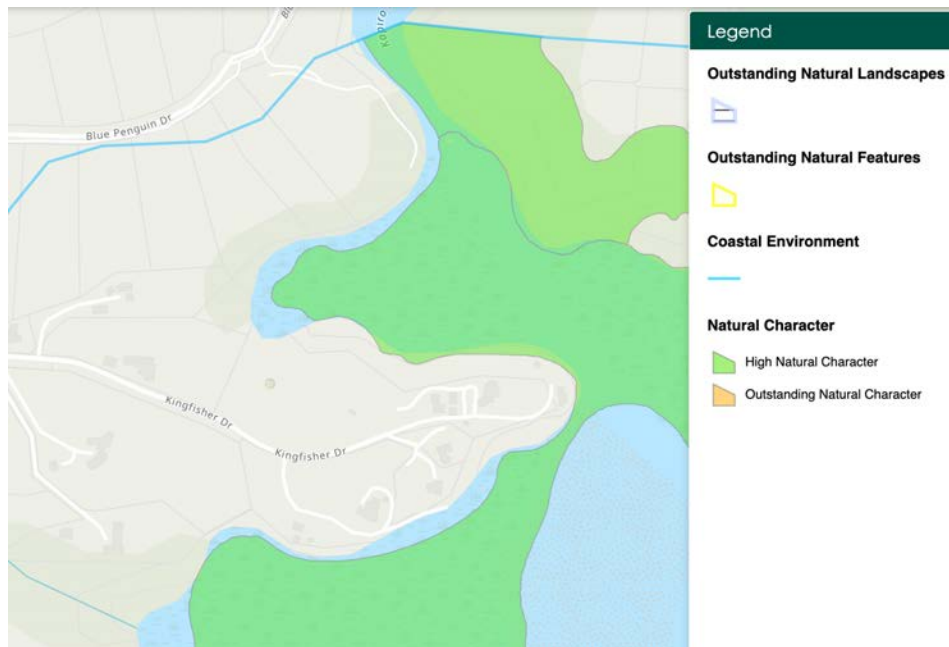 Blue Penguin Dr
Kingfisher Dr
Kingfisher Dr
Legend
Outstanding Natural Landscapes
Outstanding Natural Features
Coastal Environment
Natural Character
High Natural Character
Outstanding Natural Character